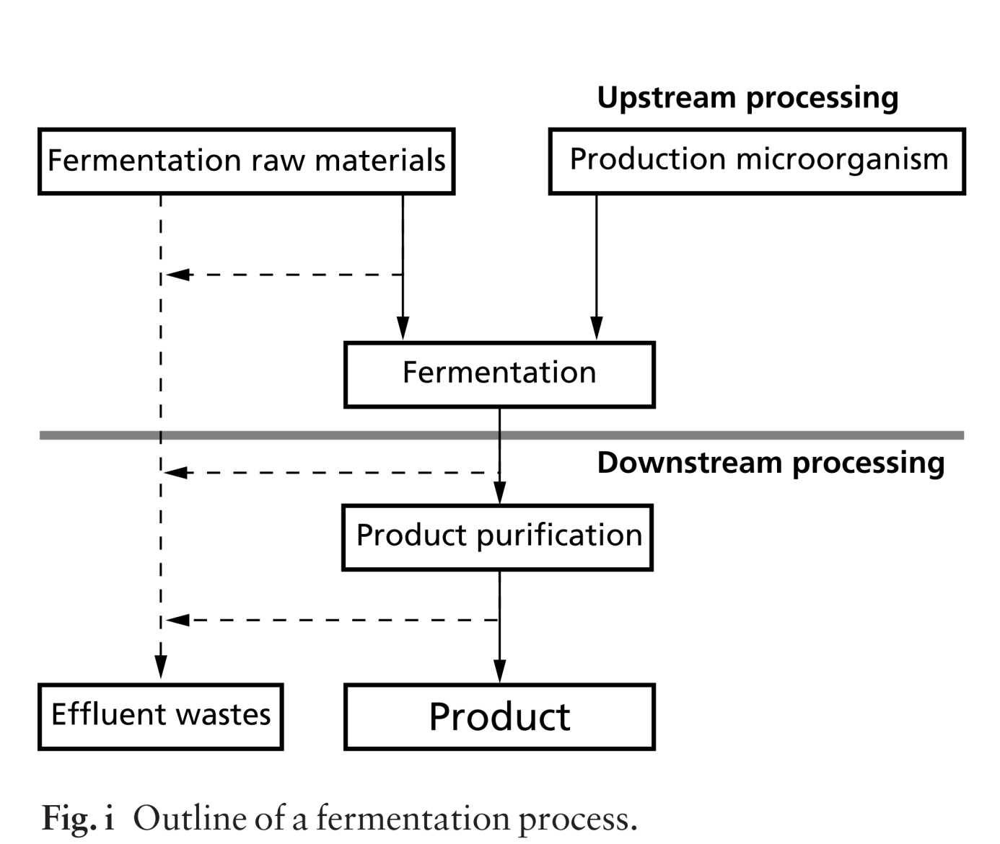 Upstream processing
Fermentation raw materials
Production microorganism
Fermentation
Downstream processing
Product purification
Effluent wastes
Product
Fig. i Outline of a fermentation process.